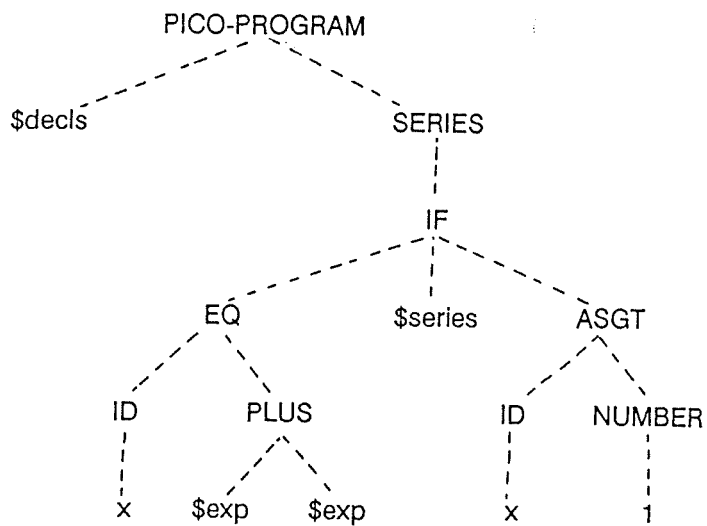 PICO-PROGRAM
$decls SERIES
IF
EQ $series ASGT
ID PLUS ID NUMBER
x $exp $exp x 1